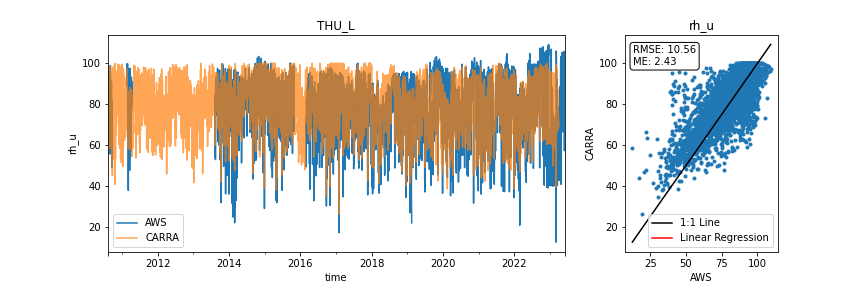 THU_L
rh_u
100
80
60
40
20
AWS
CARRA
2012
2014
2016
2018
2020
2022
time
rh_u
rh_u
RMSE: 10.56
ME: 2.43
100
80
60
40
20
CARRA
1:1 Line
Linear Regression
25
50
75
100
AWS